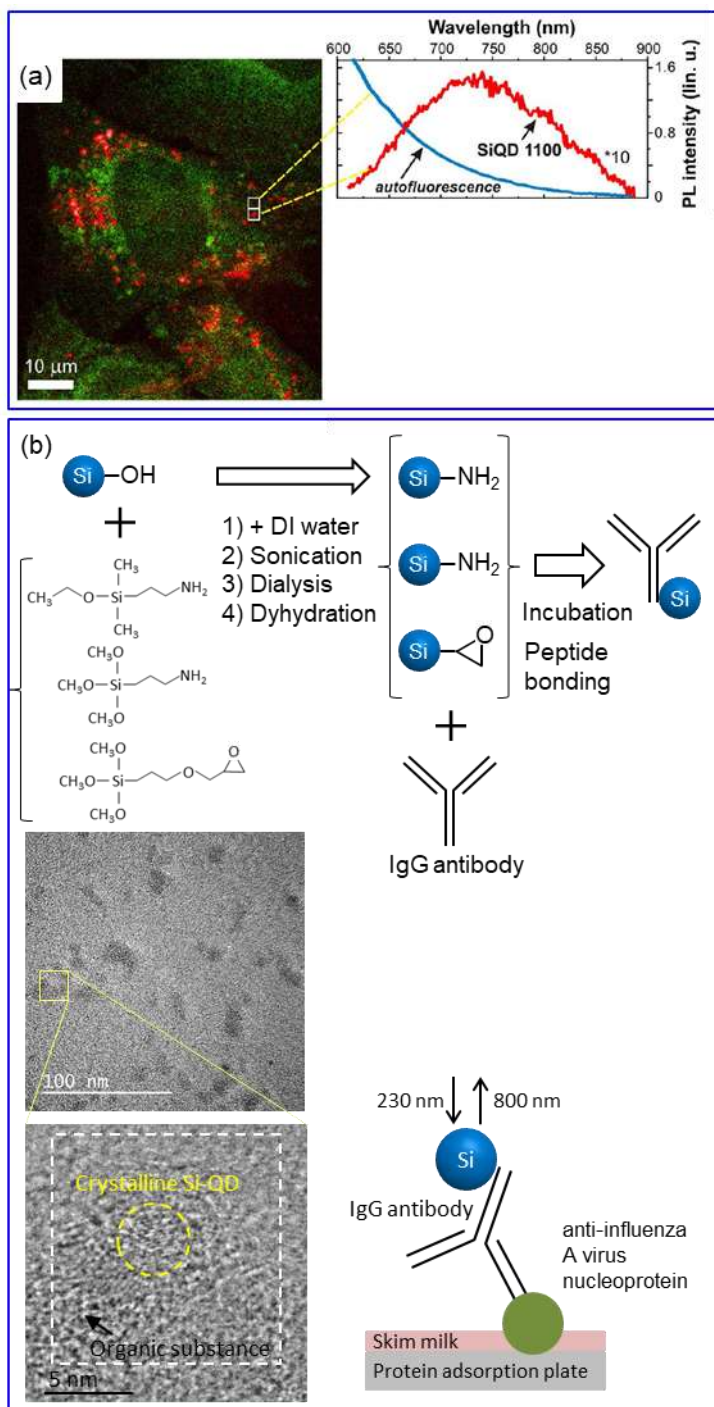 (a)
Wavelength (nm)
600 650 700 750 800 850 900
1.6
0.8
0
PL intensity (lin. u.)
SiQD 1100
*10
autofluorescence
10 µm
(b)
Si
OH
+
1) + DI water
2) Sonication
3) Dialysis
4) Dyhydration
Si
NH2
Si
NH2
Si
O
Incubation
Peptide
bonding
Si
CH3
CH3
O
Si
NH2
CH3
CH3O
CH3O
Si
NH2
CH3O
CH3O
CH3O
Si
O
O
CH3O
+
IgG antibody
100 nm
Crystalline Si-QD
Organic substance
5 nm
230 nm
800 nm
Si
IgG antibody
anti-influenza
A virus
nucleoprotein
Skim milk
Protein adsorption plate